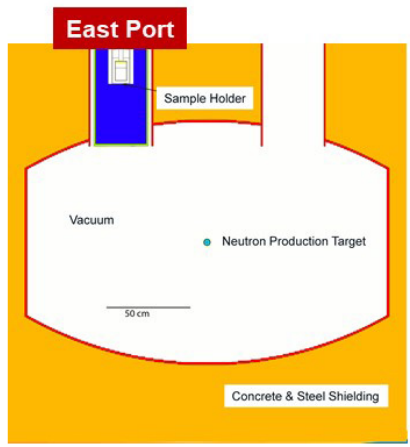 East Port
Sample Holder
Vacuum
Neutron Production Target
50 cm
Concrete & Steel Shielding